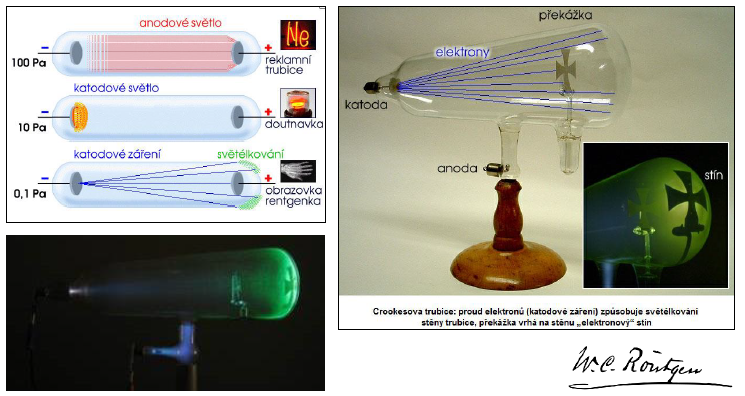 anodové světlo
–
+
Ne
100 Pa
reklamní
trubice
katodové světlo
–
+
10 Pa
doutnavka
katodové záření
světélkování
–
+
0,1 Pa
obrazovka
rentgenka
překážka
elektrony
katoda
anoda
stín
Crookesova trubice: proud elektronů (katodové záření) způsobuje světélkování
stěny trubice, překážka vrhá na stěnu „elektronový“ stín
W. C. Röntgen